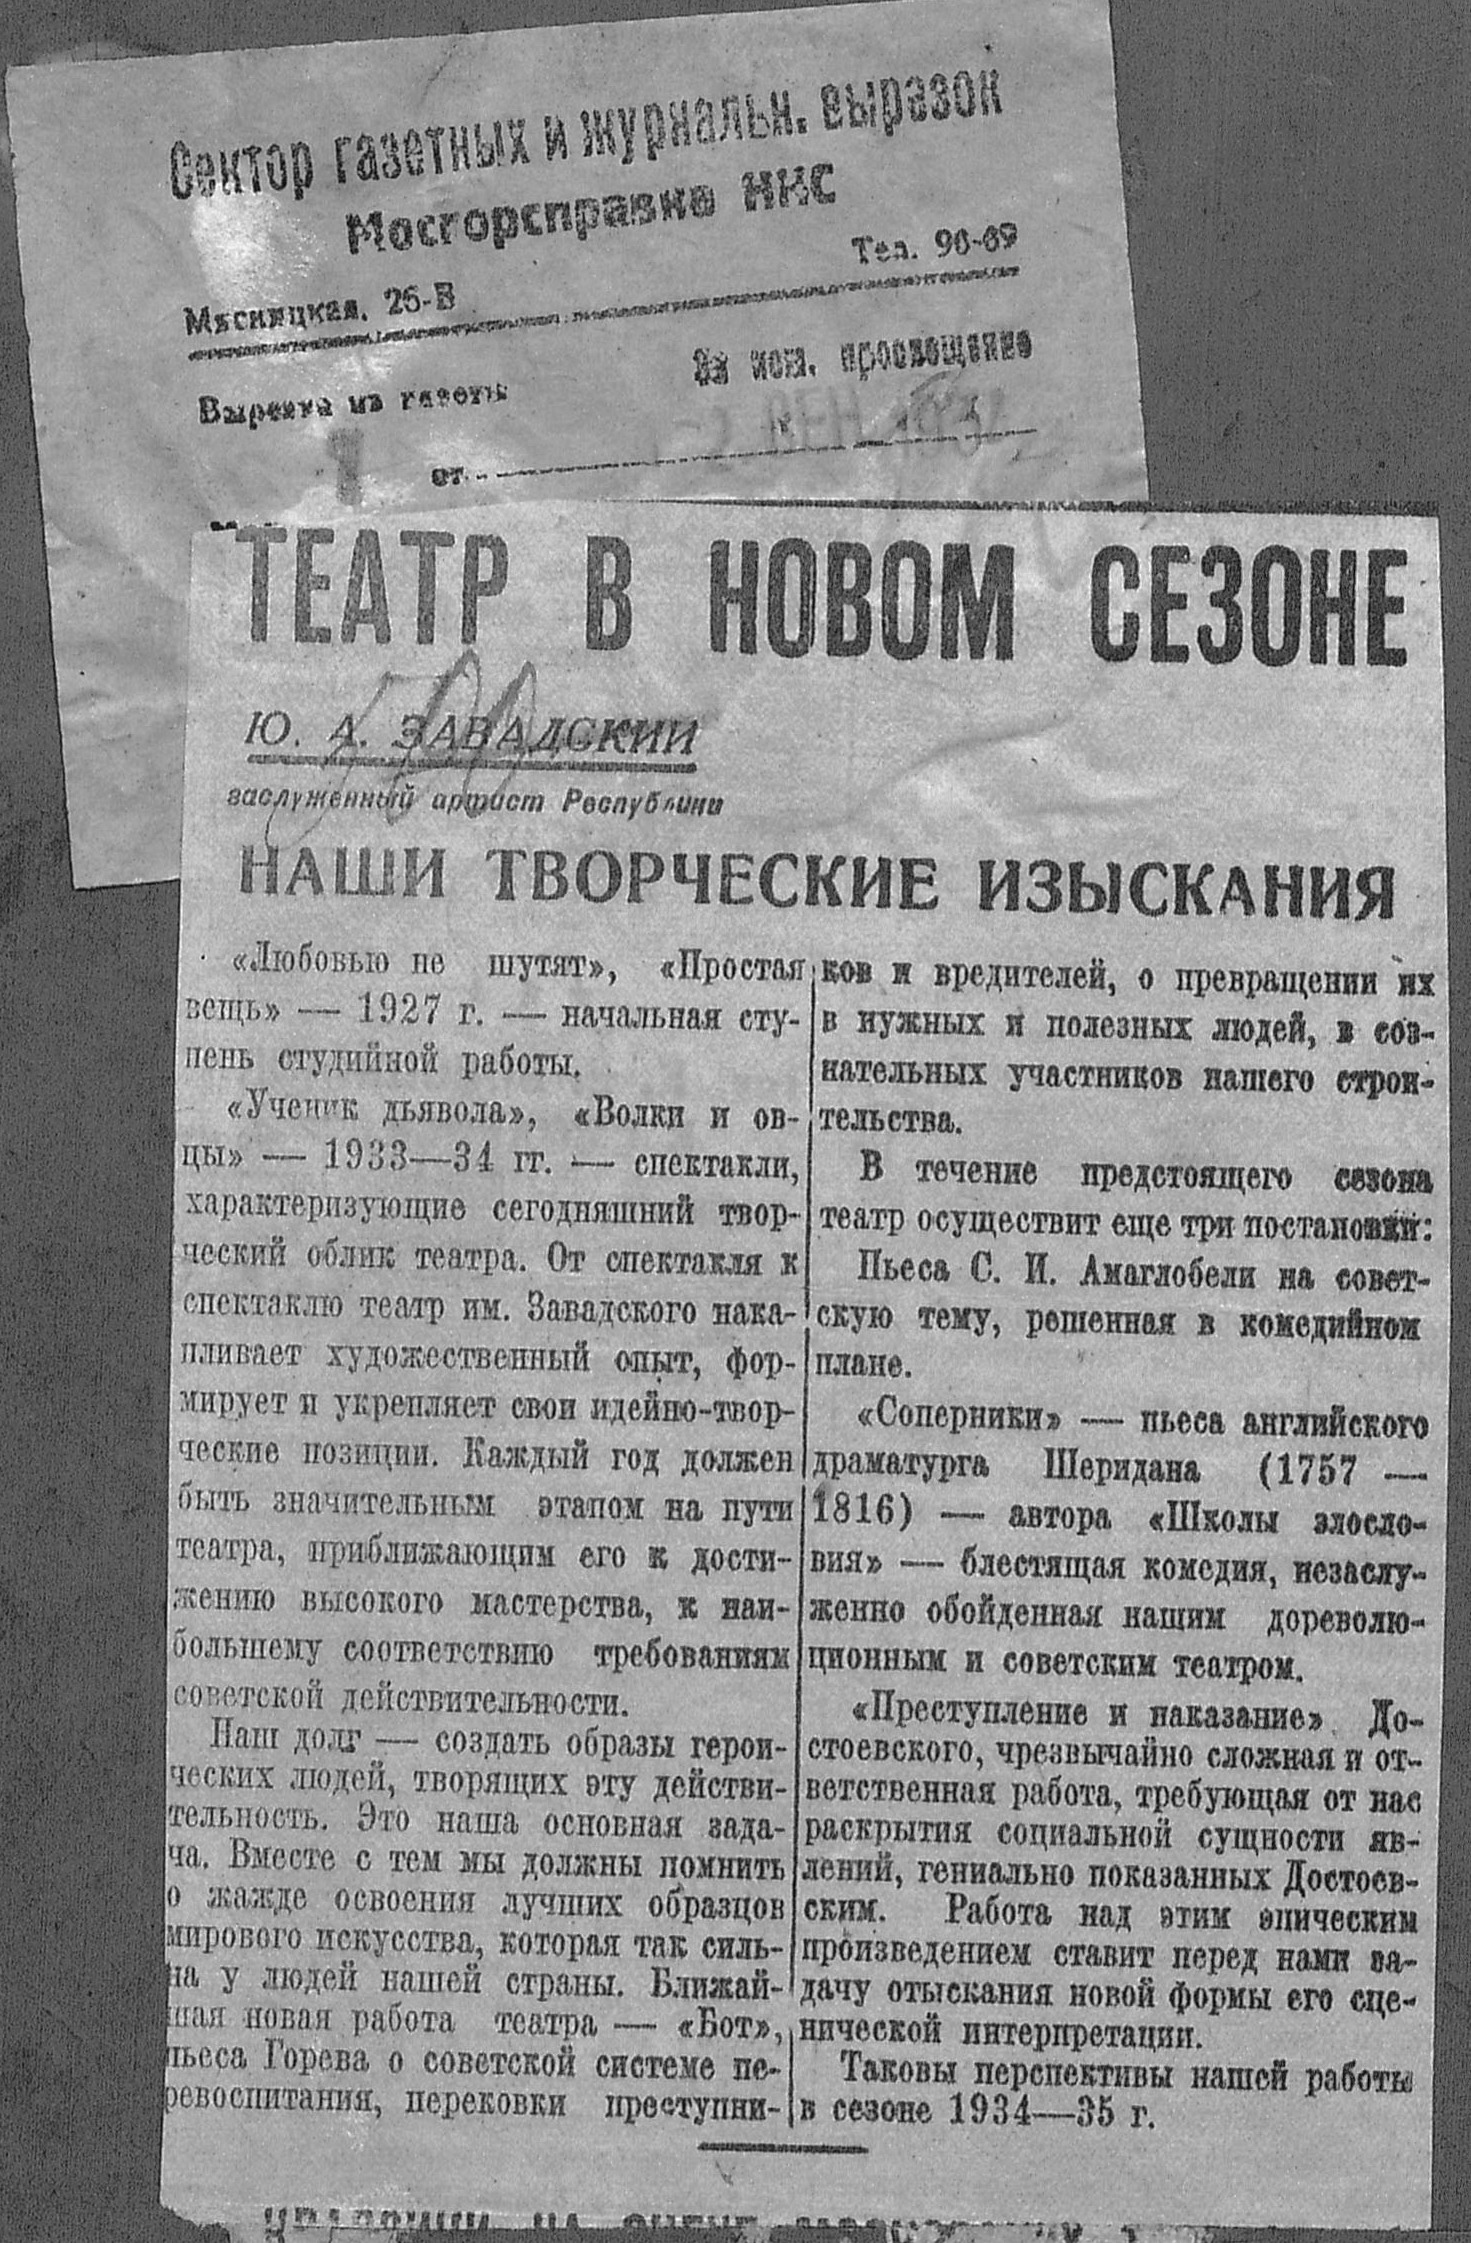 Сектор газетных и журнальн. вырезок
Мосгорсправка НКС
Мясницкая, 26-В Тел. 96-69
Вырезка из газеты
За ком. просвещение
от
ТЕАТР В НОВОМ СЕЗОНЕ
Ю. А. ЗАВАДСКИЙ
заслуженный артист Республики
НАШИ ТВОРЧЕСКИЕ ИЗЫСКАНИЯ
«Любовью не шутят», «Простая
вещь» — 1927 г. — начальная сту-
пень студийной работы.
«Ученик дьявола», «Волки и ов-
цы» — 1933—34 гг. — спектакли,
характеризующие сегодняшний твор-
ческий облик театра. От спектакля к
спектаклю театр им. Завадского нака-
пливает художественный опыт, фор-
мирует и укрепляет свои идейно-твор-
ческие позиции. Каждый год должен
быть значительным этапом на пути
театра, приближающим его к дости-
жению высокого мастерства, к наи-
большему соответствию требованиям
советской действительности.
Наш долг — создать образы герои-
ческих людей, творящих эту действи-
тельность. Это наша основная зада-
ча. Вместе с тем мы должны помнить
о жажде освоения лучших образцов
мирового искусства, которая так силь-
на у людей нашей страны. Ближай-
шая новая работа театра — «Бот»,
пьеса Горева о советской системе пе-
ревоспитания, перековки преступни-
ков и вредителей, о превращении их
в нужных и полезных людей, в соз-
нательных участников нашего строи-
тельства.
В течение предстоящего сезона
театр осуществит еще три постановки:
Пьеса С. И. Амаглобели на совет-
скую тему, решенная в комедийном
плане.
«Соперники» — пьеса английского
драматурга Шеридана (1757 —
1816) — автора «Школы злосло-
вия» — блестящая комедия, незаслу-
женно обойденная нашим дореволю-
ционным и советским театром.
«Преступление и наказание» До-
стоевского, чрезвычайно сложная и от-
ветственная работа, требующая от нас
раскрытия социальной сущности яв-
лений, гениально показанных Достоев-
ским. Работа над этим эпическим
произведением ставит перед нами за-
дачу отыскания новой формы его сце-
нической интерпретации.
Таковы перспективы нашей работы
в сезоне 1934—35 г.